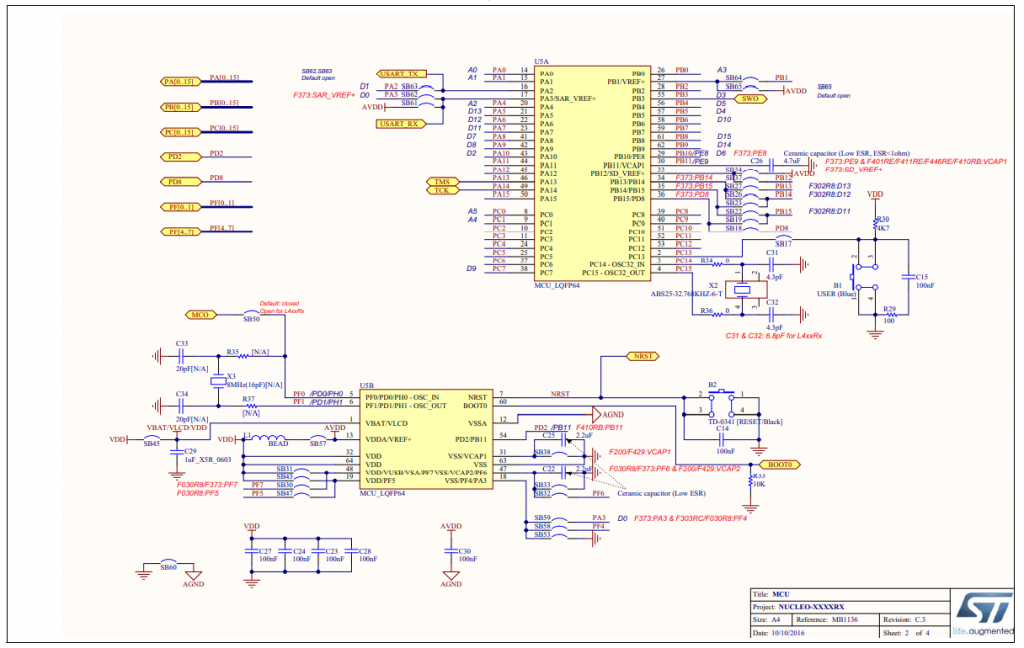 U5A
PA[0..15] PA[0..15]
PB[0..15] PB[0..15]
PC[0..15] PC[0..15]
PD2 PD2
PD8 PD8
PF[0..1] PF[0..1]
PF[4..7] PF[4..7]
SB62,SB63
Default open
USART_TX
D1 PA2 SB63
F373:SAR_VREF+ D0 PA3 SB62
AVDD SB61
USART_RX
TMS
TCK
A0 PA0 14 PA0
A1 PA1 15 PA1
16 PA2
17 PA3/SAR_VREF+
A2 PA4 20 PA4
D13 PA5 21 PA5
D12 PA6 22 PA6
D11 PA7 23 PA7
D7 PA8 41 PA8
D8 PA9 42 PA9
D2 PA10 43 PA10
PA11 44 PA11
PA12 45 PA12
PA13 46 PA13
PA14 49 PA14
PA15 50 PA15
A5 PC0 8 PC0
A4 PC1 9 PC1
PC2 10 PC2
PC3 11 PC3
PC4 24 PC4
PC5 25 PC5
PC6 37 PC6
D9 PC7 38 PC7
MCU_LQFP64
PB0 26 PB0 A3
PB1/VREF+ 27 SB64 PB1
PB2 28 PB2 SB65 AVDD
SB65
Default open
PB3 55 PB3 D3 SWO
PB4 56 PB4 D5
PB5 57 PB5 D4
PB6 58 PB6 D10
PB7 59 PB7
PB8 61 PB8 D15
PB9 62 PB9 D14
PB10/PE8 29 PB10 /PE8 D6 F373:PE8
PB11/VCAP1 30 PB11 /PE9 C26 4.7uF
Ceramic capacitor (Low ESR, ESR<1ohm)
F373:PE9 & F401RE/F411RE/F446RE/F410RB:VCAP1
F373:SD_VREF+
PB12/SD_VREF+ 33 SB34 AVDD
PB13/PB14 34 F373:PB14 SB37 PB12
PB14/PB15 35 F373:PB15 SB27 PB13 F302R8:D13
PB15/PD8 36 F373:PD8 SB26 PB14 F302R8:D12
SB23
PC8 39 PC8 SB22 PB15 F302R8:D11
PC9 40 PC9 SB19
PC10 51 PC10 SB18 PD8
PC11 52 PC11
PC12 53 PC12 SB17
PC13 2 PC13
PC14 - OSC32_IN 3 PC14 R34 0
PC15 - OSC32_OUT 4 PC15
C31
4.3pF
X2
ABS25-32.768KHZ-6-T
1 2 3 4
R36 0
C32
4.3pF
C31 & C32: 6.8pF for L4xxRx
VDD
R30
4K7
B1
USER (Blue)
2 1 3 4
C15
100nF
R29
100
MCO
SB50
Default: closed
Open for L4xxRx
C33
20pF[N/A]
R35 [N/A]
X3
8MHz(16pF)[N/A]
C34
20pF[N/A]
R37
[N/A]
VBAT/VLCD/VDD
VDD SB45
C29
1uF_X5R_0603
VDD L1
BEAD
SB57
AVDD
F030R8/F373:PF7
F030R8:PF5
SB31
SB43
PF7 SB30
PF5 SB47
U5B
PF0 /PD0/PH0 5 PF0/PD0/PH0 - OSC_IN
PF1 /PD1/PH1 6 PF1/PD1/PH1 - OSC_OUT
1 VBAT/VLCD
13 VDDA/VREF+
32 VDD
64 VDD
48 VDD/VUSB/VSA/PF7
19 VDD/PF5
MCU_LQFP64
NRST 7 NRST
BOOT0 60
VSSA 12 AGND
PD2/PB11 54 PD2 /PB11 F410RB:PB11
VSS/VCAP1 31 C25 2.2uF
VSS 63 SB38
VSS/VCAP2/PF6 47 C22 2.2uF
VSS/PF4/PA3 18
F200/F429:VCAP1
F030R8/F373:PF6 & F200/F429:VCAP2
SB33
SB32 PF6
Ceramic capacitor (Low ESR)
SB59 PA3 D0 F373:PA3 & F303RC/F030R8:PF4
SB58 PF4
SB53
NRST
B2
2 1
3 4
TD-0341 [RESET/Black]
C14
100nF
BOOT0
R33
10K
VDD
C27 C24 C23 C28
100nF 100nF 100nF 100nF
AVDD
C30
100nF
AGND
SB60
AGND
Title: MCU
Project: NUCLEO-XXXXRX
Size: A4 Reference: MB1136 Revision: C.3
Date: 10/10/2016 Sheet: 2 of 4
ST
life.augmented